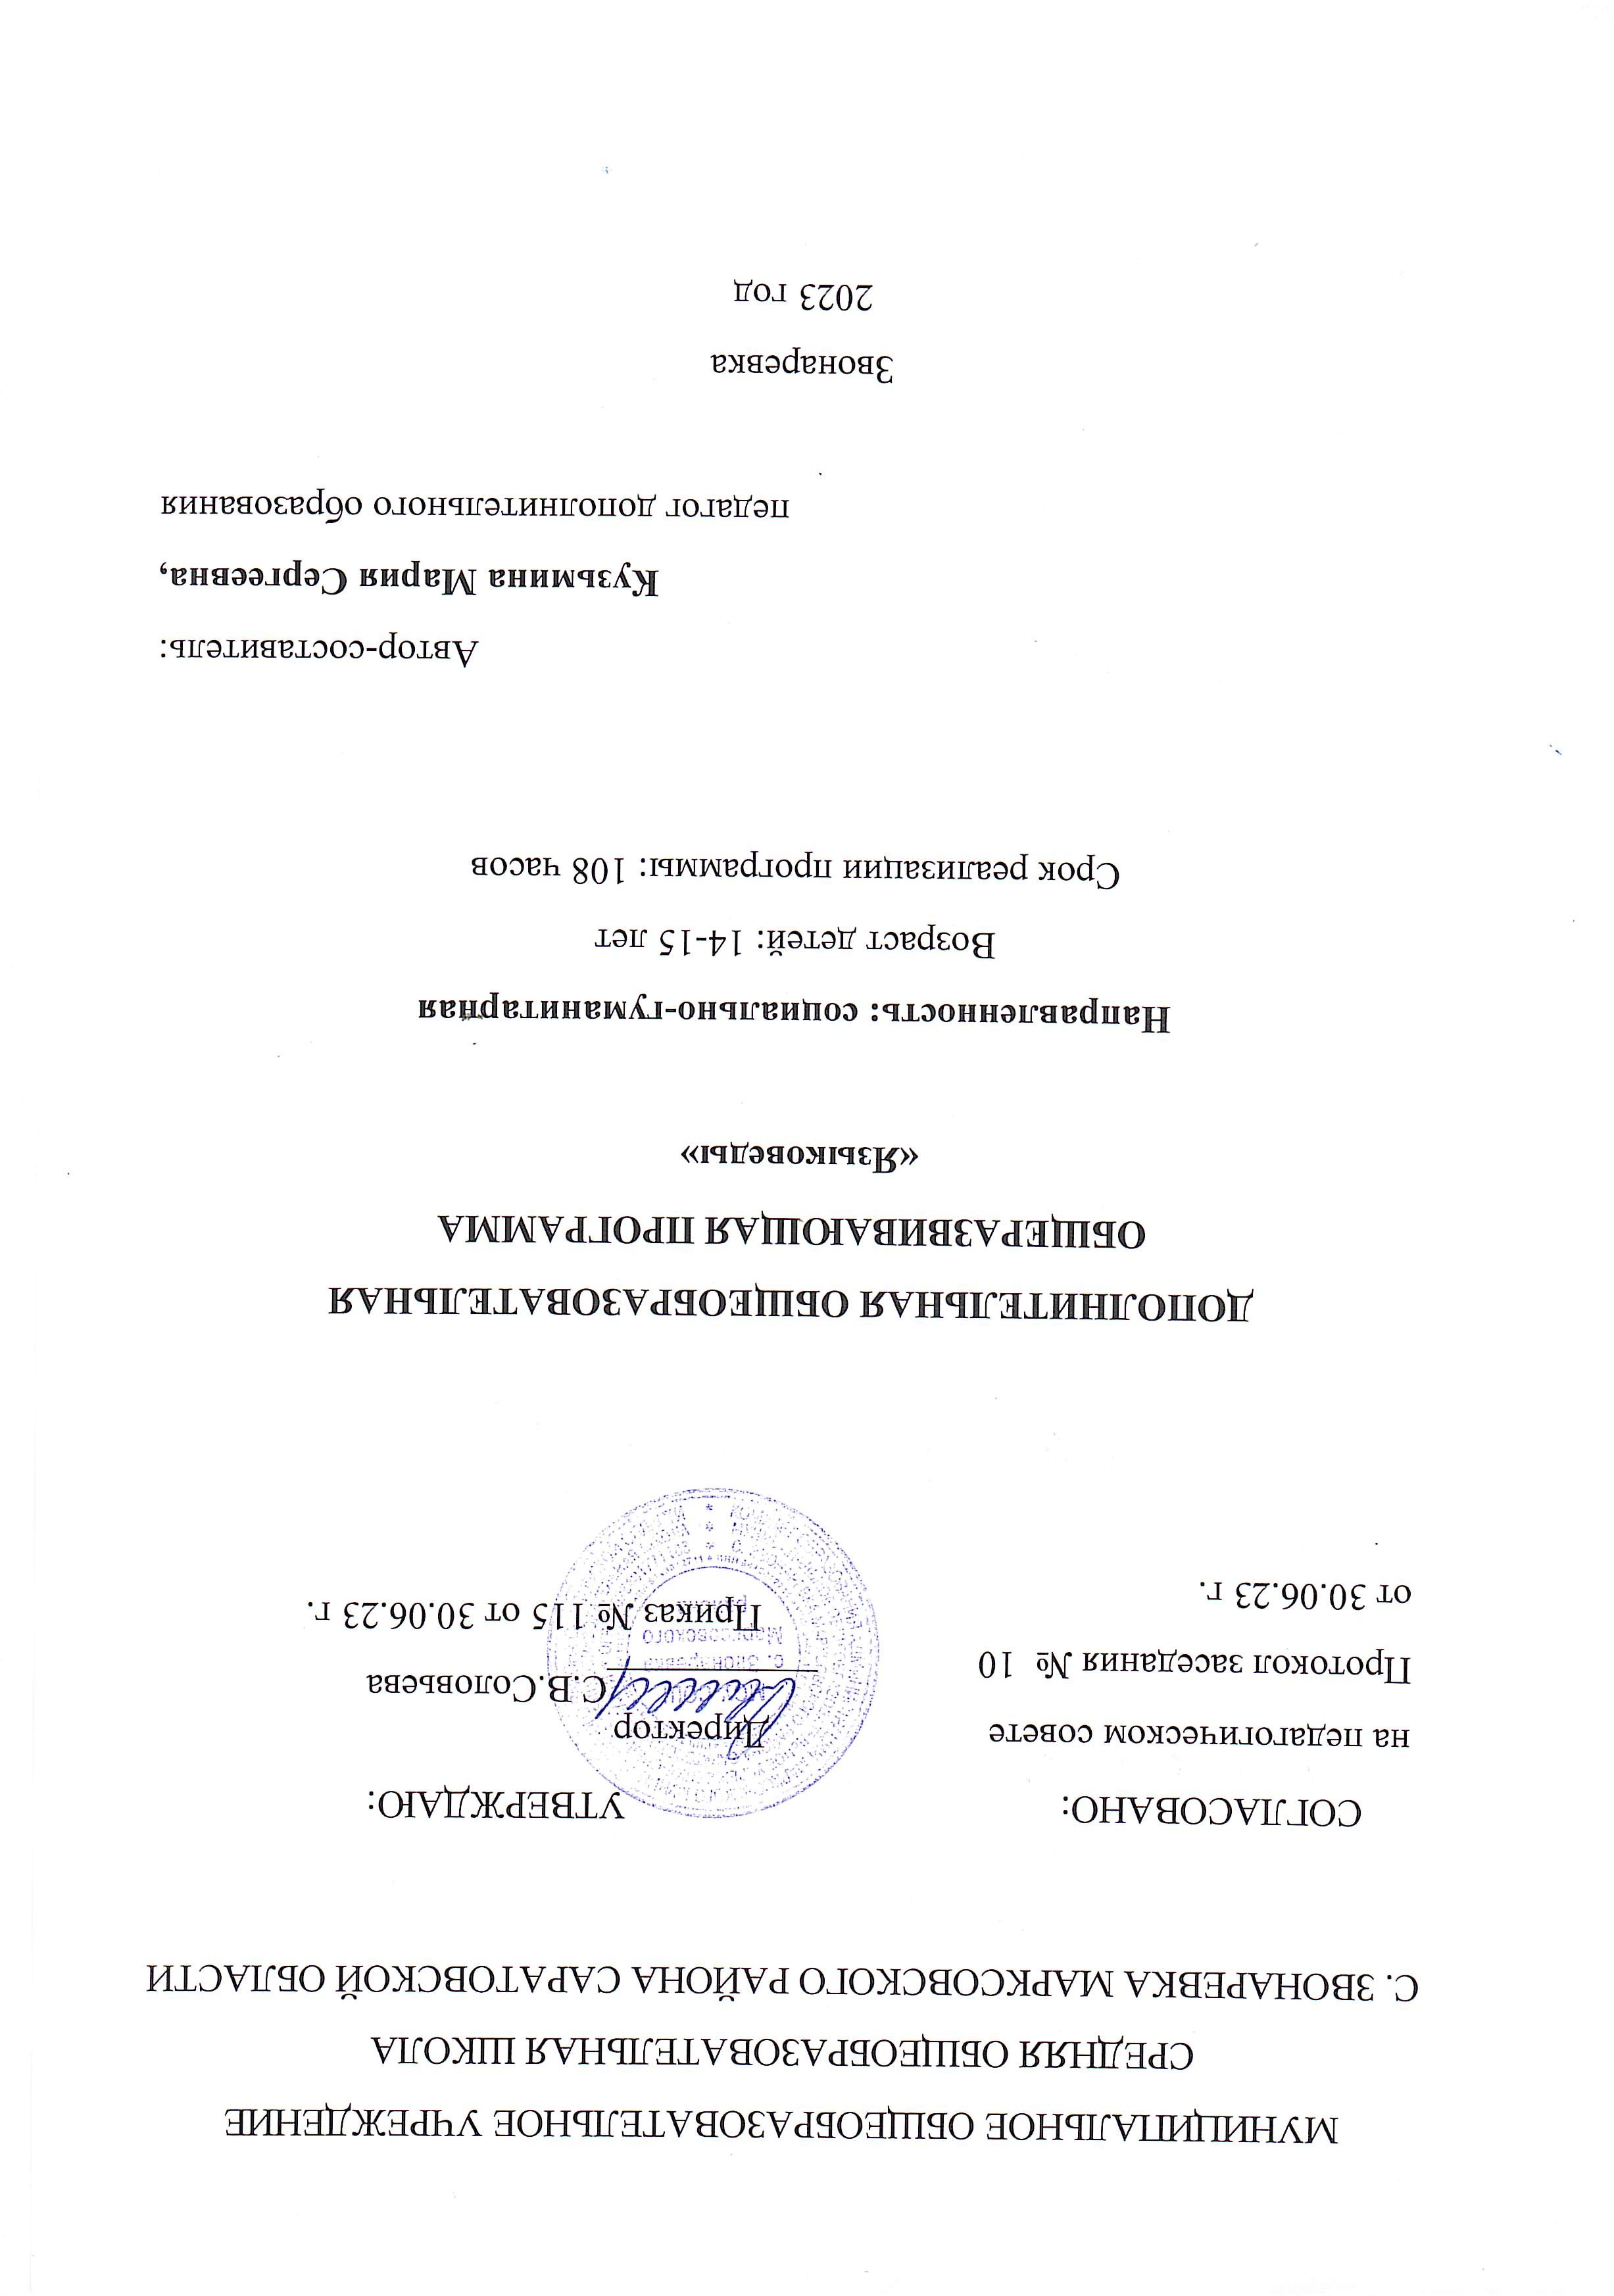 МУНИЦИПАЛЬНОЕ ОБЩЕОБРАЗОВАТЕЛЬНОЕ УЧРЕЖДЕНИЕ
СРЕДНЯЯ ОБЩЕОБРАЗОВАТЕЛЬНАЯ ШКОЛА
С. ЗВОНАРЕВКА МАРКСОВСКОГО РАЙОНА САРАТОВСКОЙ ОБЛАСТИ
СОГЛАСОВАНО:
на педагогическом совете
Протокол заседания № 10
от 30.06.23 г.
УТВЕРЖДАЮ:
Директор
С.В.Соловьева
Приказ № 115 от 30.06.23 г.
с. Звонаревка
Марксовского
ДОПОЛНИТЕЛЬНАЯ ОБЩЕОБРАЗОВАТЕЛЬНАЯ
ОБЩЕРАЗВИВАЮЩАЯ ПРОГРАММА
«Языковеды»
Направленность: социально-гуманитарная
Возраст детей: 14-15 лет
Срок реализации программы: 108 часов
Автор-составитель:
Кузьмина Мария Сергеевна,
педагог дополнительного образования
Звонаревка
2023 год